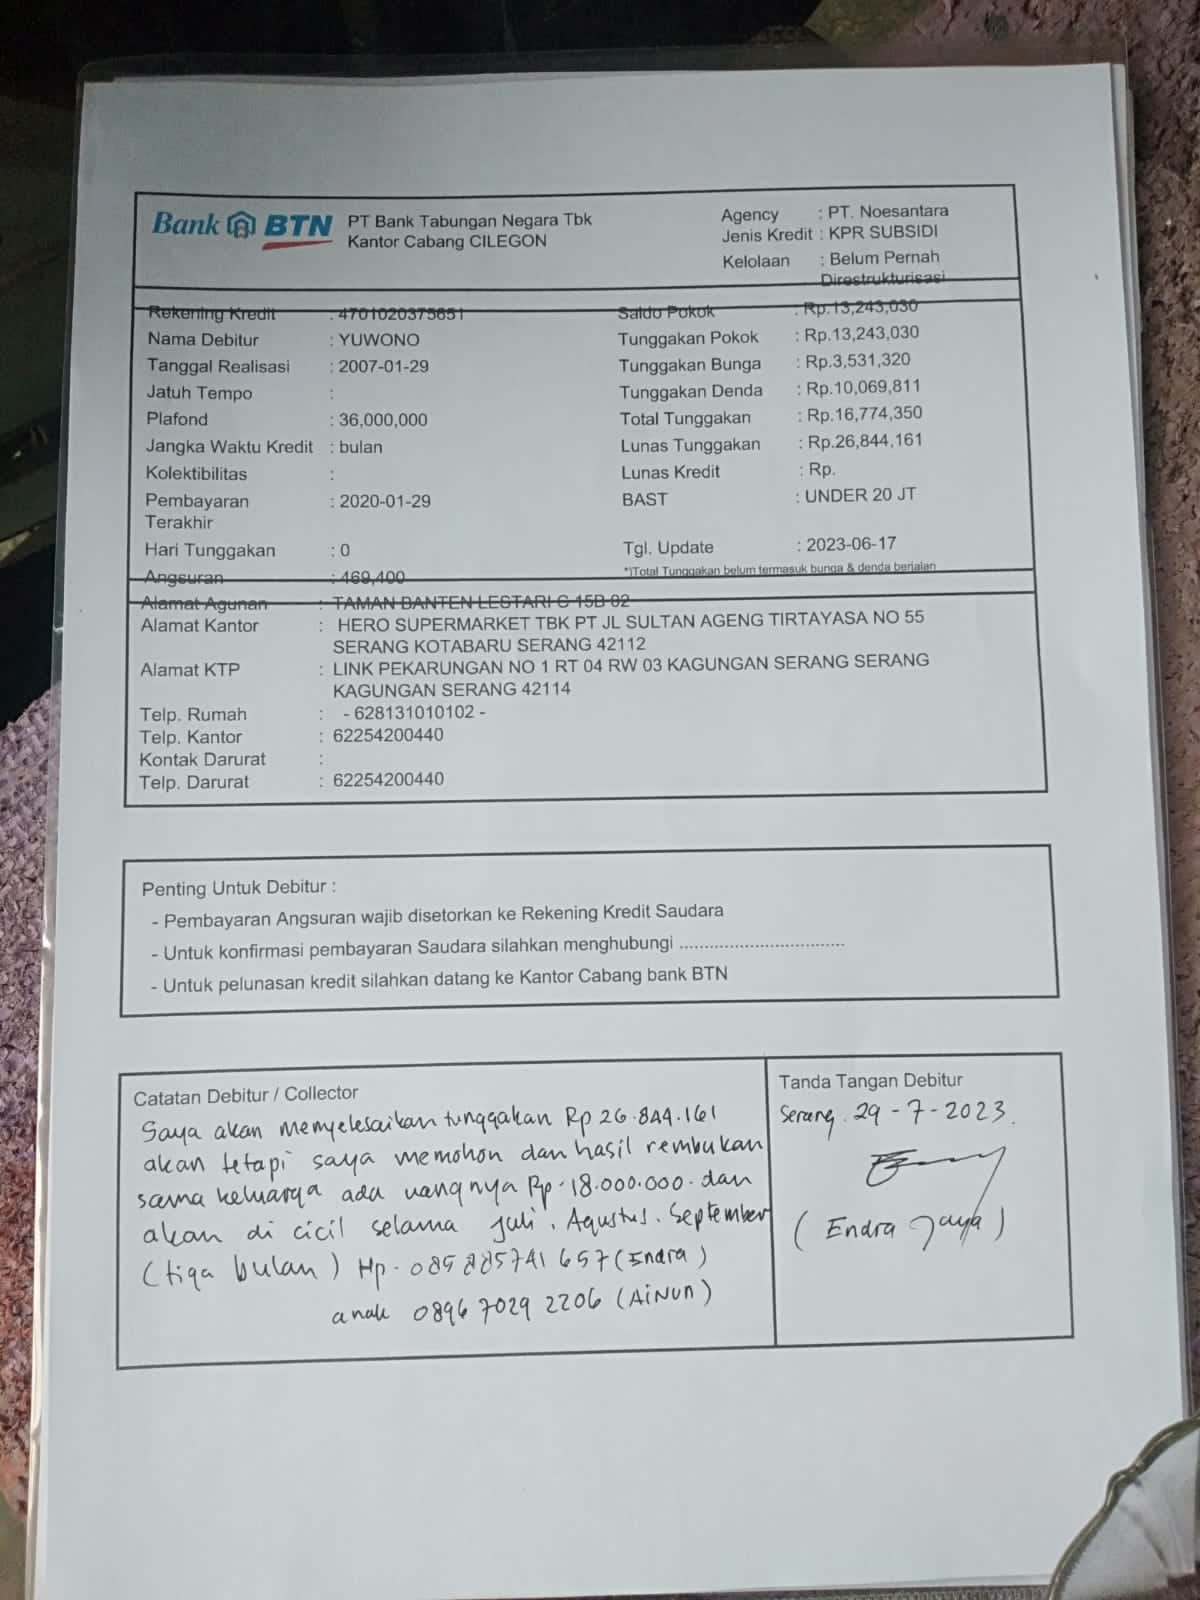 Bank BTN PT Bank Tabungan Negara Tbk
Kantor Cabang CILEGON
Agency : PT. Noesantara
Jenis Kredit : KPR SUBSIDI
Kelolaan : Belum Pernah
Direstrukturisasi
Rekening Kredit : 4701020375651
Nama Debitur : YUWONO
Tanggal Realisasi : 2007-01-29
Jatuh Tempo :
Plafond : 36,000,000
Jangka Waktu Kredit : bulan
Kolektibilitas :
Pembayaran : 2020-01-29
Terakhir
Hari Tunggakan : 0
Angsuran : 469,400
Saldo Pokok : Rp.13,243,030
Tunggakan Pokok : Rp.13,243,030
Tunggakan Bunga : Rp.3,531,320
Tunggakan Denda : Rp.10,069,811
Total Tunggakan : Rp.16,774,350
Lunas Tunggakan : Rp.26,844,161
Lunas Kredit : Rp.
BAST : UNDER 20 JT
Tgl. Update : 2023-06-17
*)Total Tunggakan belum termasuk bunga & denda berjalan
Alamat Agunan : TAMAN BANTEN LESTARI C 15B 02
Alamat Kantor : HERO SUPERMARKET TBK PT JL SULTAN AGENG TIRTAYASA NO 55
SERANG KOTABARU SERANG 42112
Alamat KTP : LINK PEKARUNGAN NO 1 RT 04 RW 03 KAGUNGAN SERANG SERANG
KAGUNGAN SERANG 42114
Telp. Rumah : - 628131010102 -
Telp. Kantor : 62254200440
Kontak Darurat :
Telp. Darurat : 62254200440
Penting Untuk Debitur :
- Pembayaran Angsuran wajib disetorkan ke Rekening Kredit Saudara
- Untuk konfirmasi pembayaran Saudara silahkan menghubungi .................................
- Untuk pelunasan kredit silahkan datang ke Kantor Cabang bank BTN
Catatan Debitur / Collector
Saya akan menyelesaikan tunggakan Rp 26.844.161
akan tetapi saya memohon dan hasil rembukan
sama keluarga ada uangnya Rp. 18.000.000. dan
akan di cicil selama juli, Agustus. September
(tiga bulan) Hp. 085885741657 (Endra)
anak 0896 7029 2206 (AiNun)
Tanda Tangan Debitur
Serang. 29-7-2023.
(Endra Jaya)